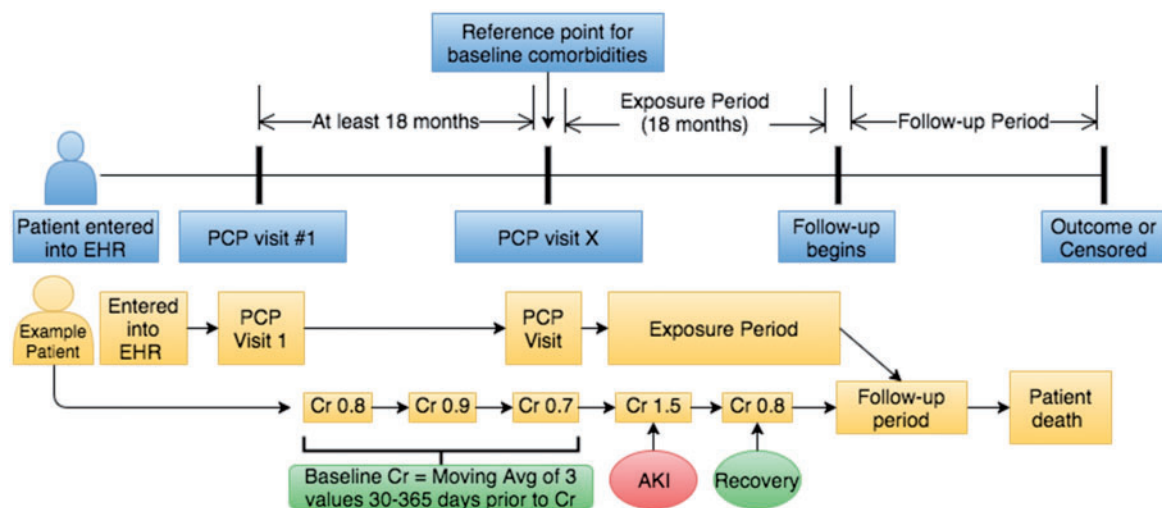 Reference point for
baseline comorbidities
At least 18 months
Exposure Period
(18 months)
Follow-up Period
Patient entered
into EHR
PCP visit #1
PCP visit X
Follow-up
begins
Outcome or
Censored
Example
Patient
Entered
into
EHR
PCP
Visit 1
PCP
Visit
Exposure Period
Cr 0.8
Cr 0.9
Cr 0.7
Cr 1.5
Cr 0.8
Follow-up
period
Patient
death
Baseline Cr = Moving Avg of 3
values 30-365 days prior to Cr
AKI
Recovery